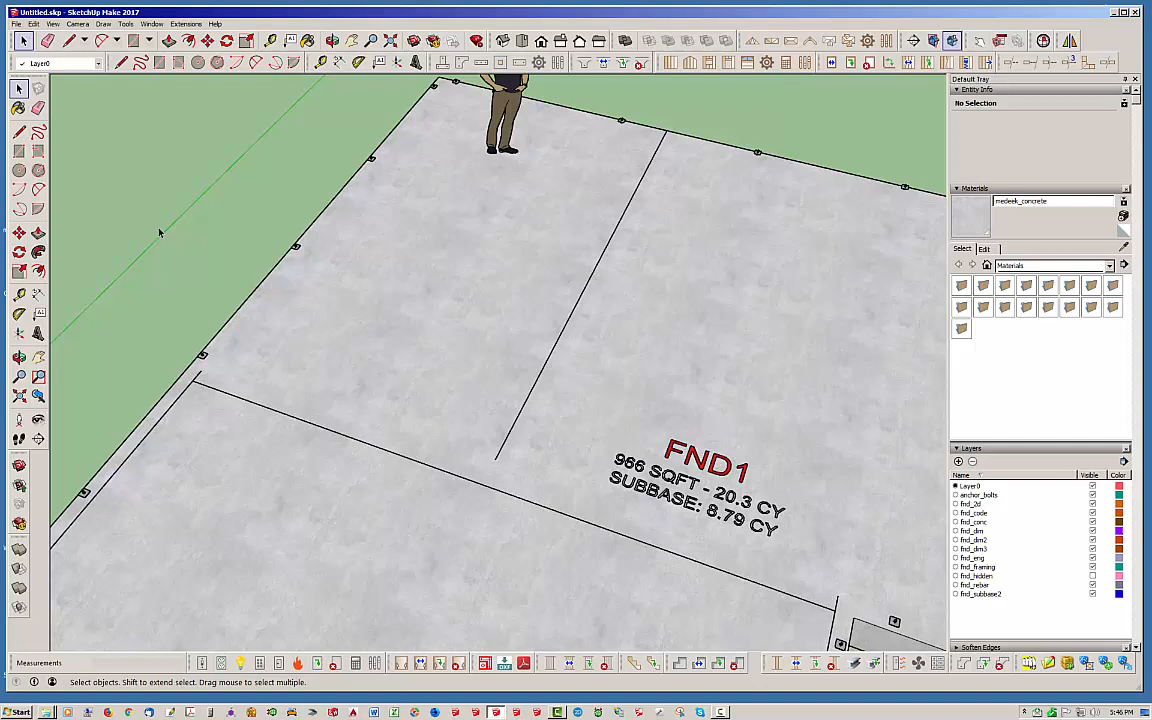 Untitled.skp - SketchUp Make 2017
File Edit View Camera Draw Tools Window Extensions Help
Layer0
Default Tray
Entity Info
No Selection
Materials
medeek_concrete
Select Edit
Materials
FND1
966 SQFT - 20.3 CY
SUBBASE: 8.79 CY
Layers
Name Visible Color
Layer0
anchor_bolts
fnd_2d
fnd_code
fnd_conc
fnd_dim
fnd_dim2
fnd_dim3
fnd_eng
fnd_framing
fnd_hidden
fnd_rebar
fnd_subbase2
Soften Edges
Measurements
Select objects. Shift to extend select. Drag mouse to select multiple.
Start
5:46 PM